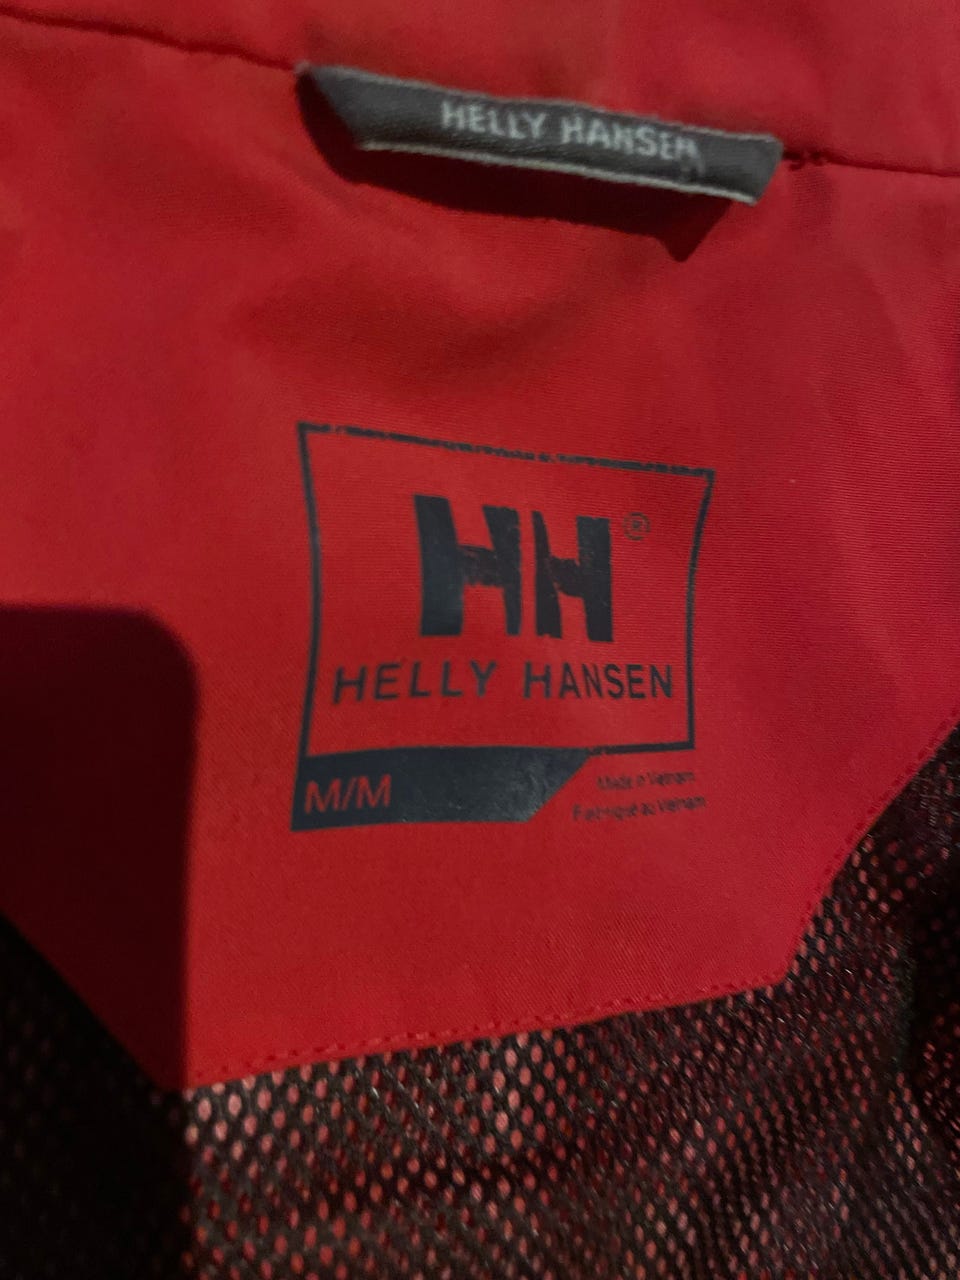 HELLY HANSEN
HH®
HELLY HANSEN
M/M
Made in Vietnam
Fabriqué au Vietnam